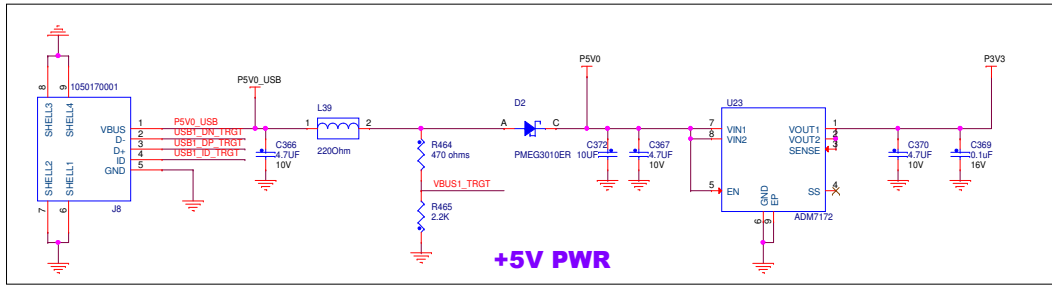 8
9
1050170001
SHELL3
SHELL4
VBUS
D-
D+
ID
GND
SHELL2
SHELL1
7
6
J8
1
2
3
4
5
P5V0_USB
USB1_DN_TRGT
USB1_DP_TRGT
USB1_ID_TRGT
P5V0_USB
C366
4.7UF
10V
L39
1
2
220Ohm
R464
470 ohms
VBUS1_TRGT
R465
2.2K
D2
A
C
PMEG3010ER
P5V0
C372
10UF
C367
4.7UF
10V
U23
7
8
5
VIN1
VIN2
EN
VOUT1
VOUT2
SENSE
SS
GND
EP
6
9
1
2
3
4
ADM7172
C370
4.7UF
10V
C369
0.1uF
16V
P3V3
+5V PWR